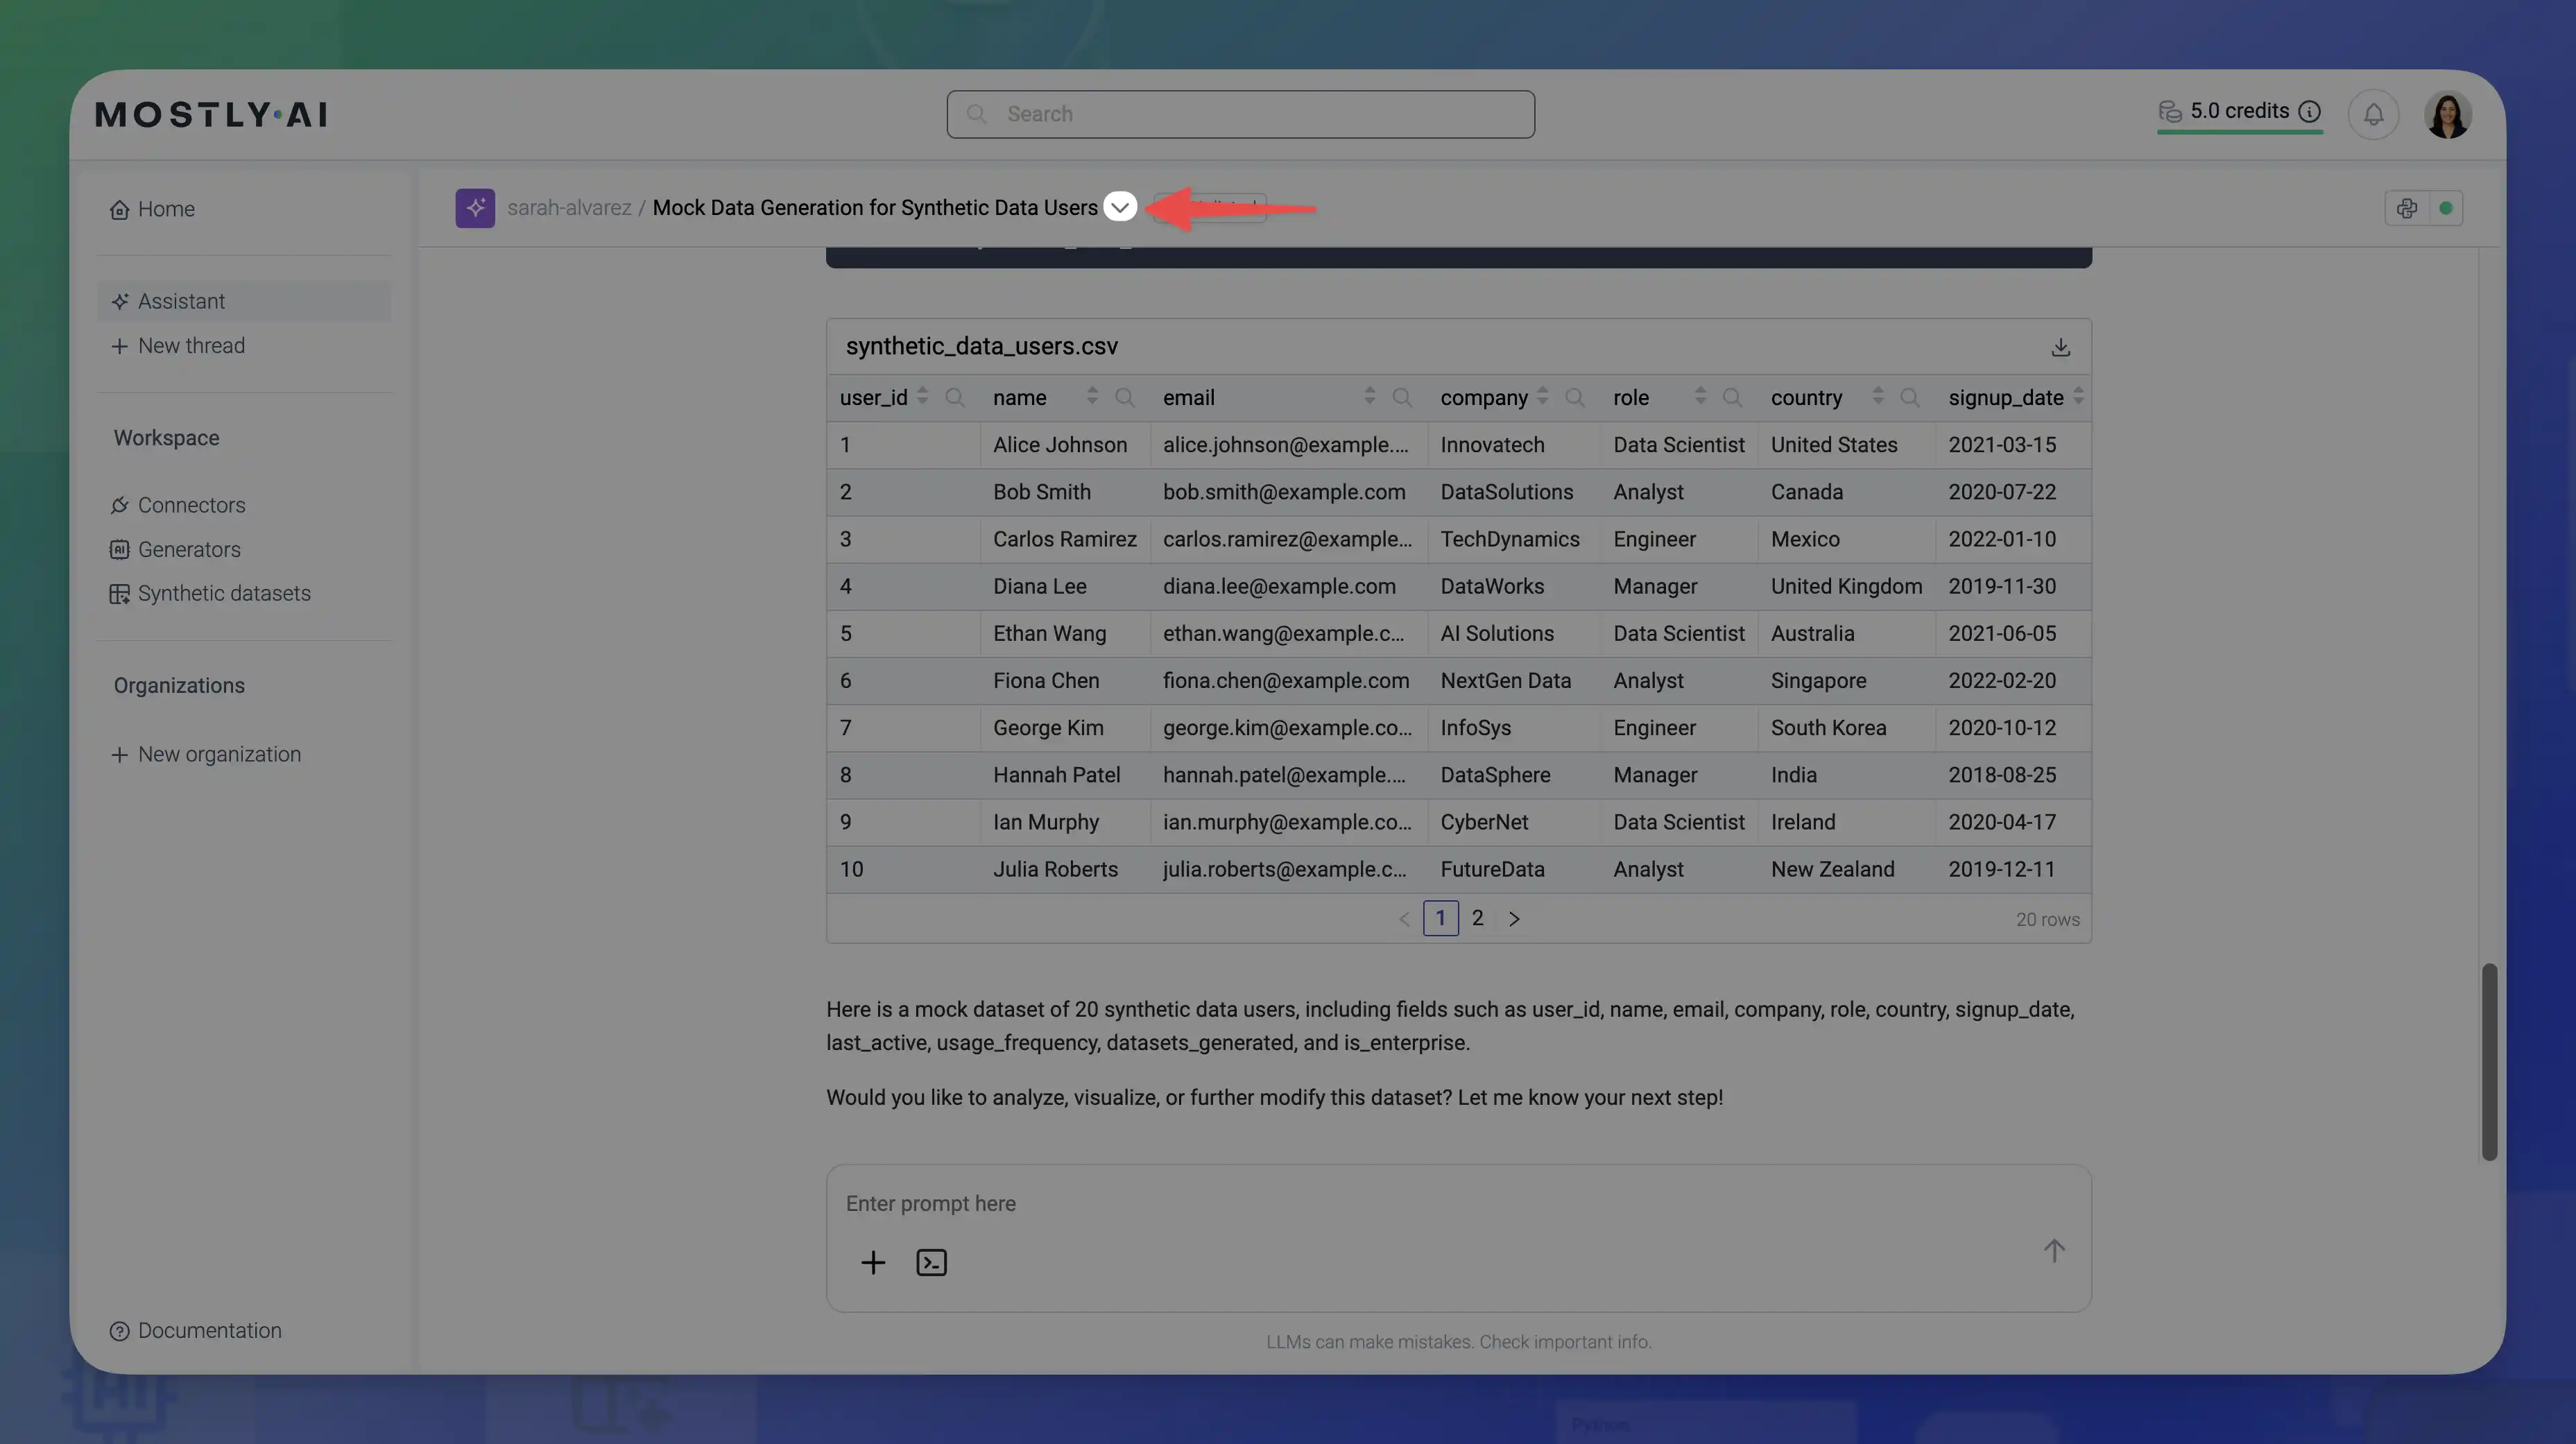 MOSTLY•AI
Search
5.0 credits
Home
Assistant
New thread
Workspace
Connectors
Generators
Synthetic datasets
Organizations
New organization
Documentation
sarah-alvarez / Mock Data Generation for Synthetic Data Users
synthetic_data_users.csv
user_id name email company role country signup_date
1 Alice Johnson alice.johnson@example.... Innovatech Data Scientist United States 2021-03-15
2 Bob Smith bob.smith@example.com DataSolutions Analyst Canada 2020-07-22
3 Carlos Ramirez carlos.ramirez@example... TechDynamics Engineer Mexico 2022-01-10
4 Diana Lee diana.lee@example.com DataWorks Manager United Kingdom 2019-11-30
5 Ethan Wang ethan.wang@example.c... AI Solutions Data Scientist Australia 2021-06-05
6 Fiona Chen fiona.chen@example.com NextGen Data Analyst Singapore 2022-02-20
7 George Kim george.kim@example.co... InfoSys Engineer South Korea 2020-10-12
8 Hannah Patel hannah.patel@example.... DataSphere Manager India 2018-08-25
9 Ian Murphy ian.murphy@example.co... CyberNet Data Scientist Ireland 2020-04-17
10 Julia Roberts julia.roberts@example.c... FutureData Analyst New Zealand 2019-12-11
1 2
20 rows
Here is a mock dataset of 20 synthetic data users, including fields such as user_id, name, email, company, role, country, signup_date,
last_active, usage_frequency, datasets_generated, and is_enterprise.
Would you like to analyze, visualize, or further modify this dataset? Let me know your next step!
Enter prompt here
LLMs can make mistakes. Check important info.
AI
Python